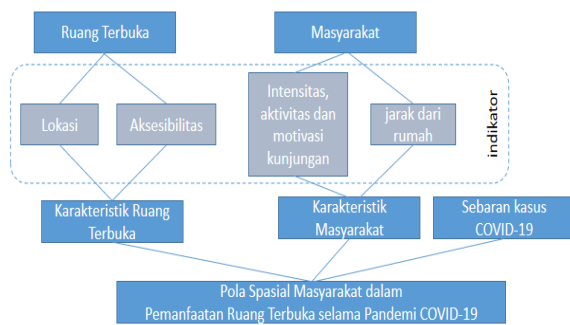 Ruang Terbuka
Masyarakat
Lokasi
Aksesibilitas
Intensitas,
aktivitas dan
motivasi
kunjungan
jarak dari
rumah
indikator
Karakteristik Ruang
Terbuka
Karakteristik
Masyarakat
Sebaran kasus
COVID-19
Pola Spasial Masyarakat dalam
Pemanfaatan Ruang Terbuka selama Pandemi COVID-19